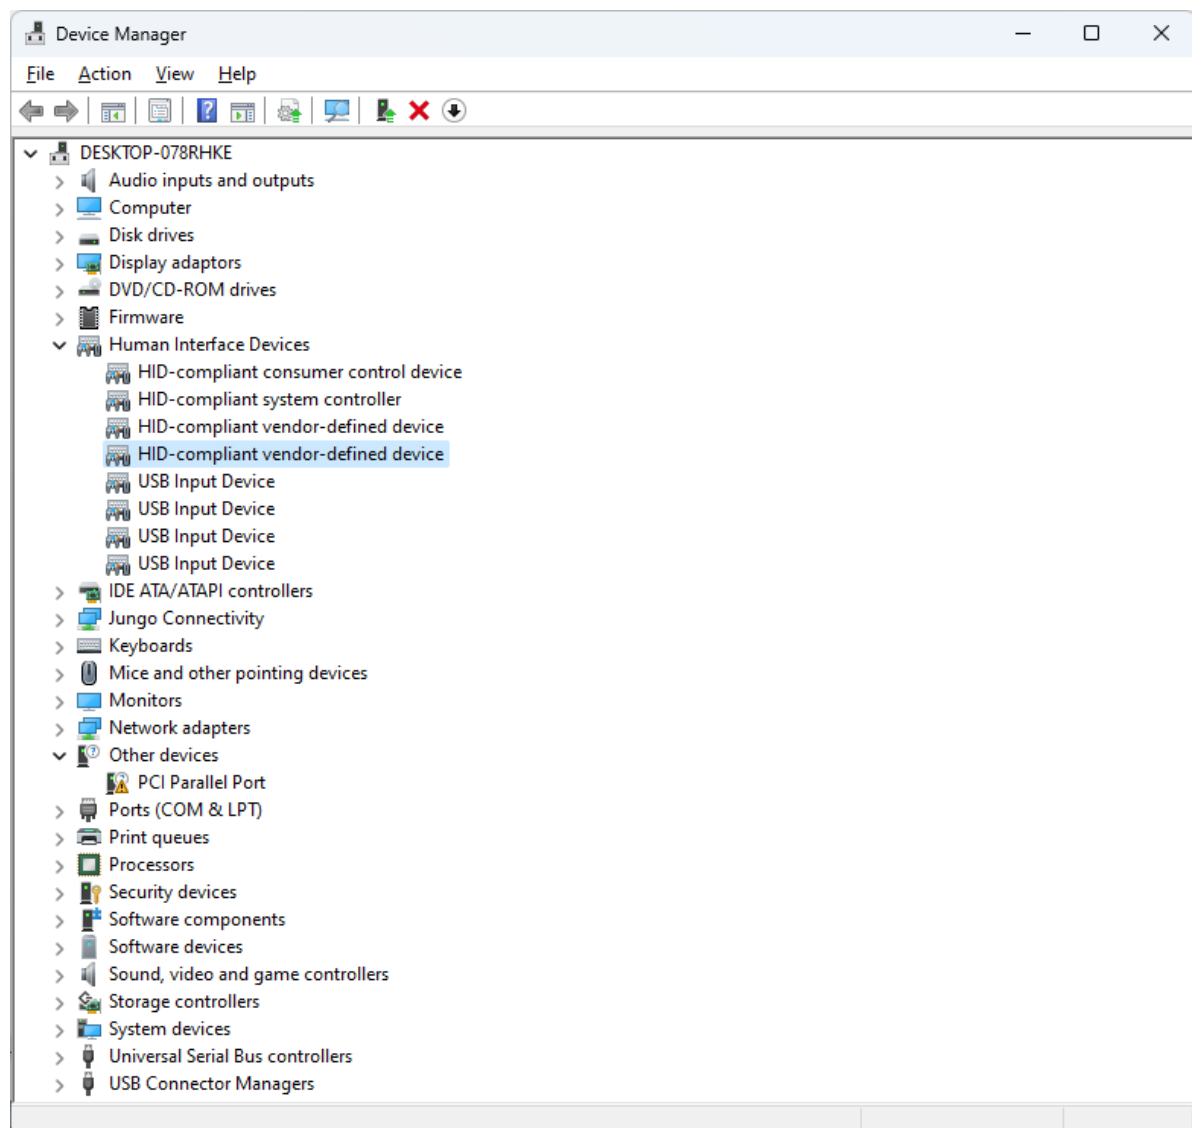 Device Manager
File Action View Help
DESKTOP-078RHKE
Audio inputs and outputs
Computer
Disk drives
Display adaptors
DVD/CD-ROM drives
Firmware
Human Interface Devices
HID-compliant consumer control device
HID-compliant system controller
HID-compliant vendor-defined device
HID-compliant vendor-defined device
USB Input Device
USB Input Device
USB Input Device
USB Input Device
IDE ATA/ATAPI controllers
Jungo Connectivity
Keyboards
Mice and other pointing devices
Monitors
Network adapters
Other devices
PCI Parallel Port
Ports (COM & LPT)
Print queues
Processors
Security devices
Software components
Software devices
Sound, video and game controllers
Storage controllers
System devices
Universal Serial Bus controllers
USB Connector Managers